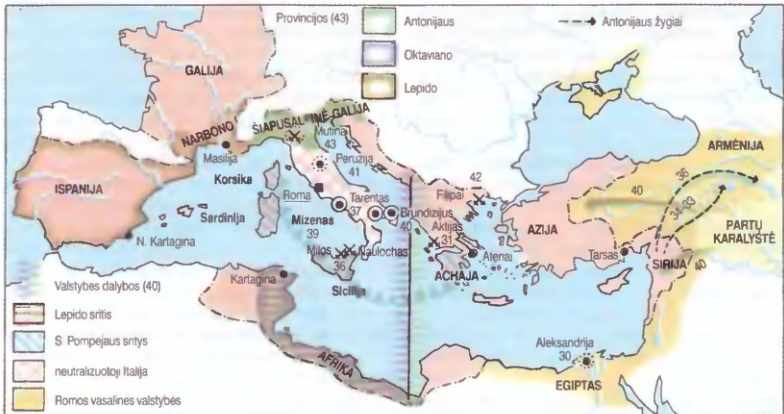 Provincijos (43)
Antonijaus
Oktaviano
Lepido
Antonijaus žygiai
GALIJA
NARBONO
ŠIAPUSALINĖ GALIJA
Mutina
43
Masilija
Peruzija
41
ISPANIJA
Korsika
Roma
Sardinija
N. Kartagina
Mizenas
39
Tarentas
37
Brundizijus
40
Filipai
42
Aktijas
31
Atėnai
ACHAJA
Milos
Naulochas
36
Sicilija
Kartagina
AFRIKA
AZIJA
Tarsas
SIRIJA
40
40
36
34-33
ARMĖNIJA
PARTŲ
KARALYSTĖ
Aleksandrija
30
EGIPTAS
Valstybės dalybos (40)
Lepido sritis
S. Pompėjaus sritys
neutralizuotoji Italija
Romos vasalinės valstybės